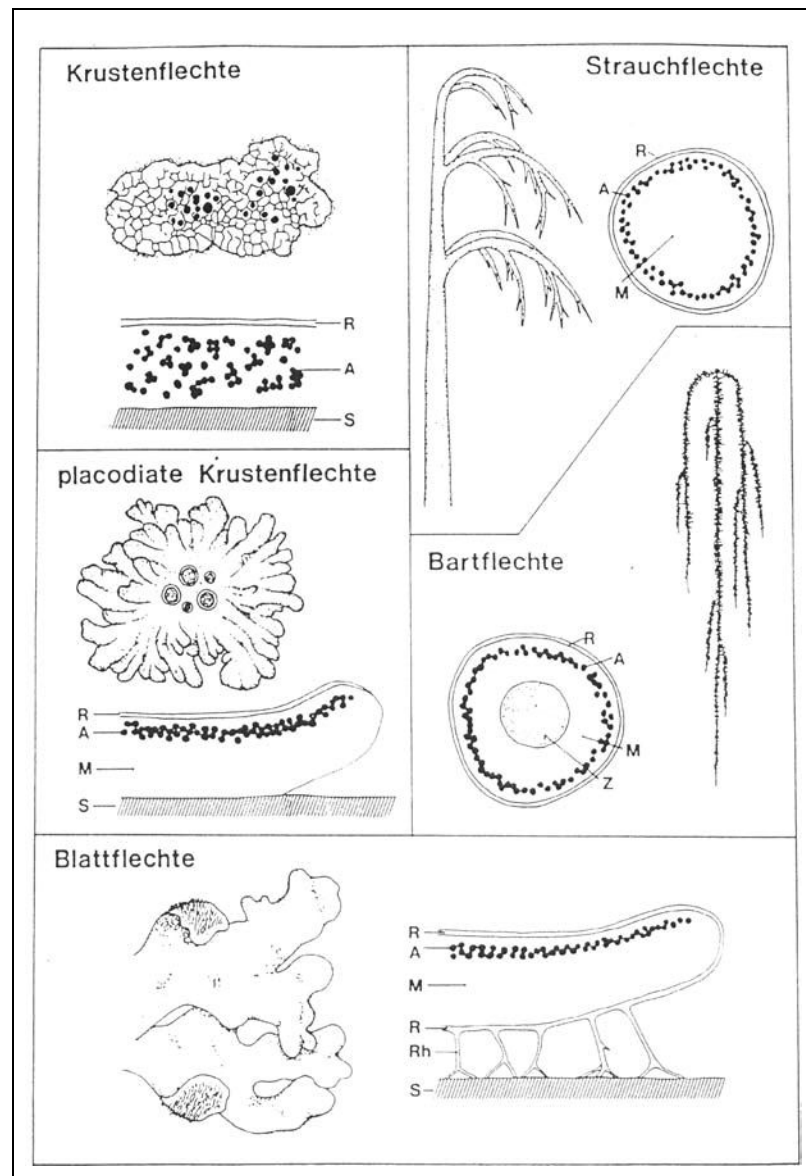 Krustenflechte
R
A
S
placodiate Krustenflechte
R
A
M
S
Strauchflechte
R
A
M
Bartflechte
R
A
M
Z
Blattflechte
R
A
M
R
Rh
S